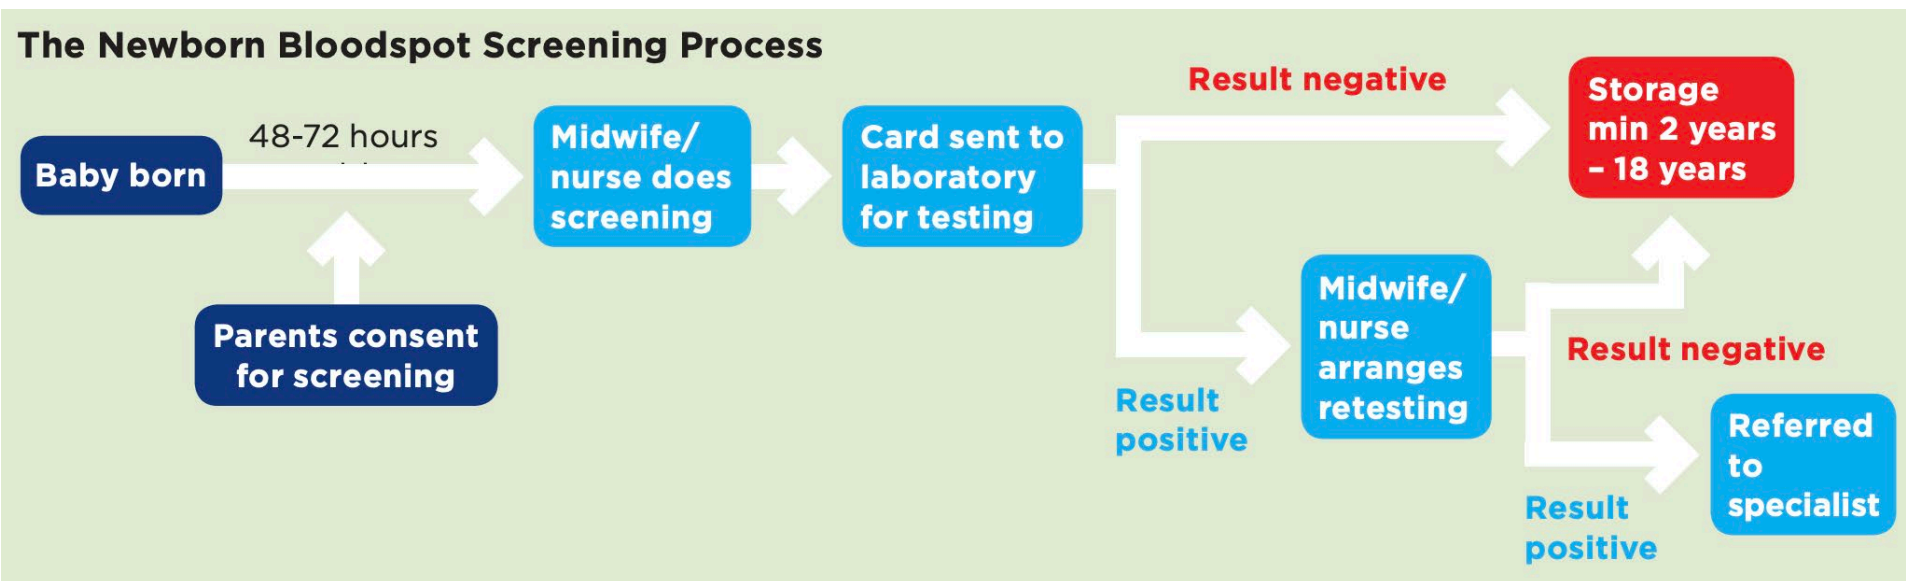 The Newborn Bloodspot Screening Process
48-72 hours
Baby born
Parents consent
for screening
Midwife/
nurse does
screening
Card sent to
laboratory
for testing
Result negative
Storage
min 2 years
– 18 years
Result
positive
Midwife/
nurse
arranges
retesting
Result negative
Result
positive
Referred
to
specialist